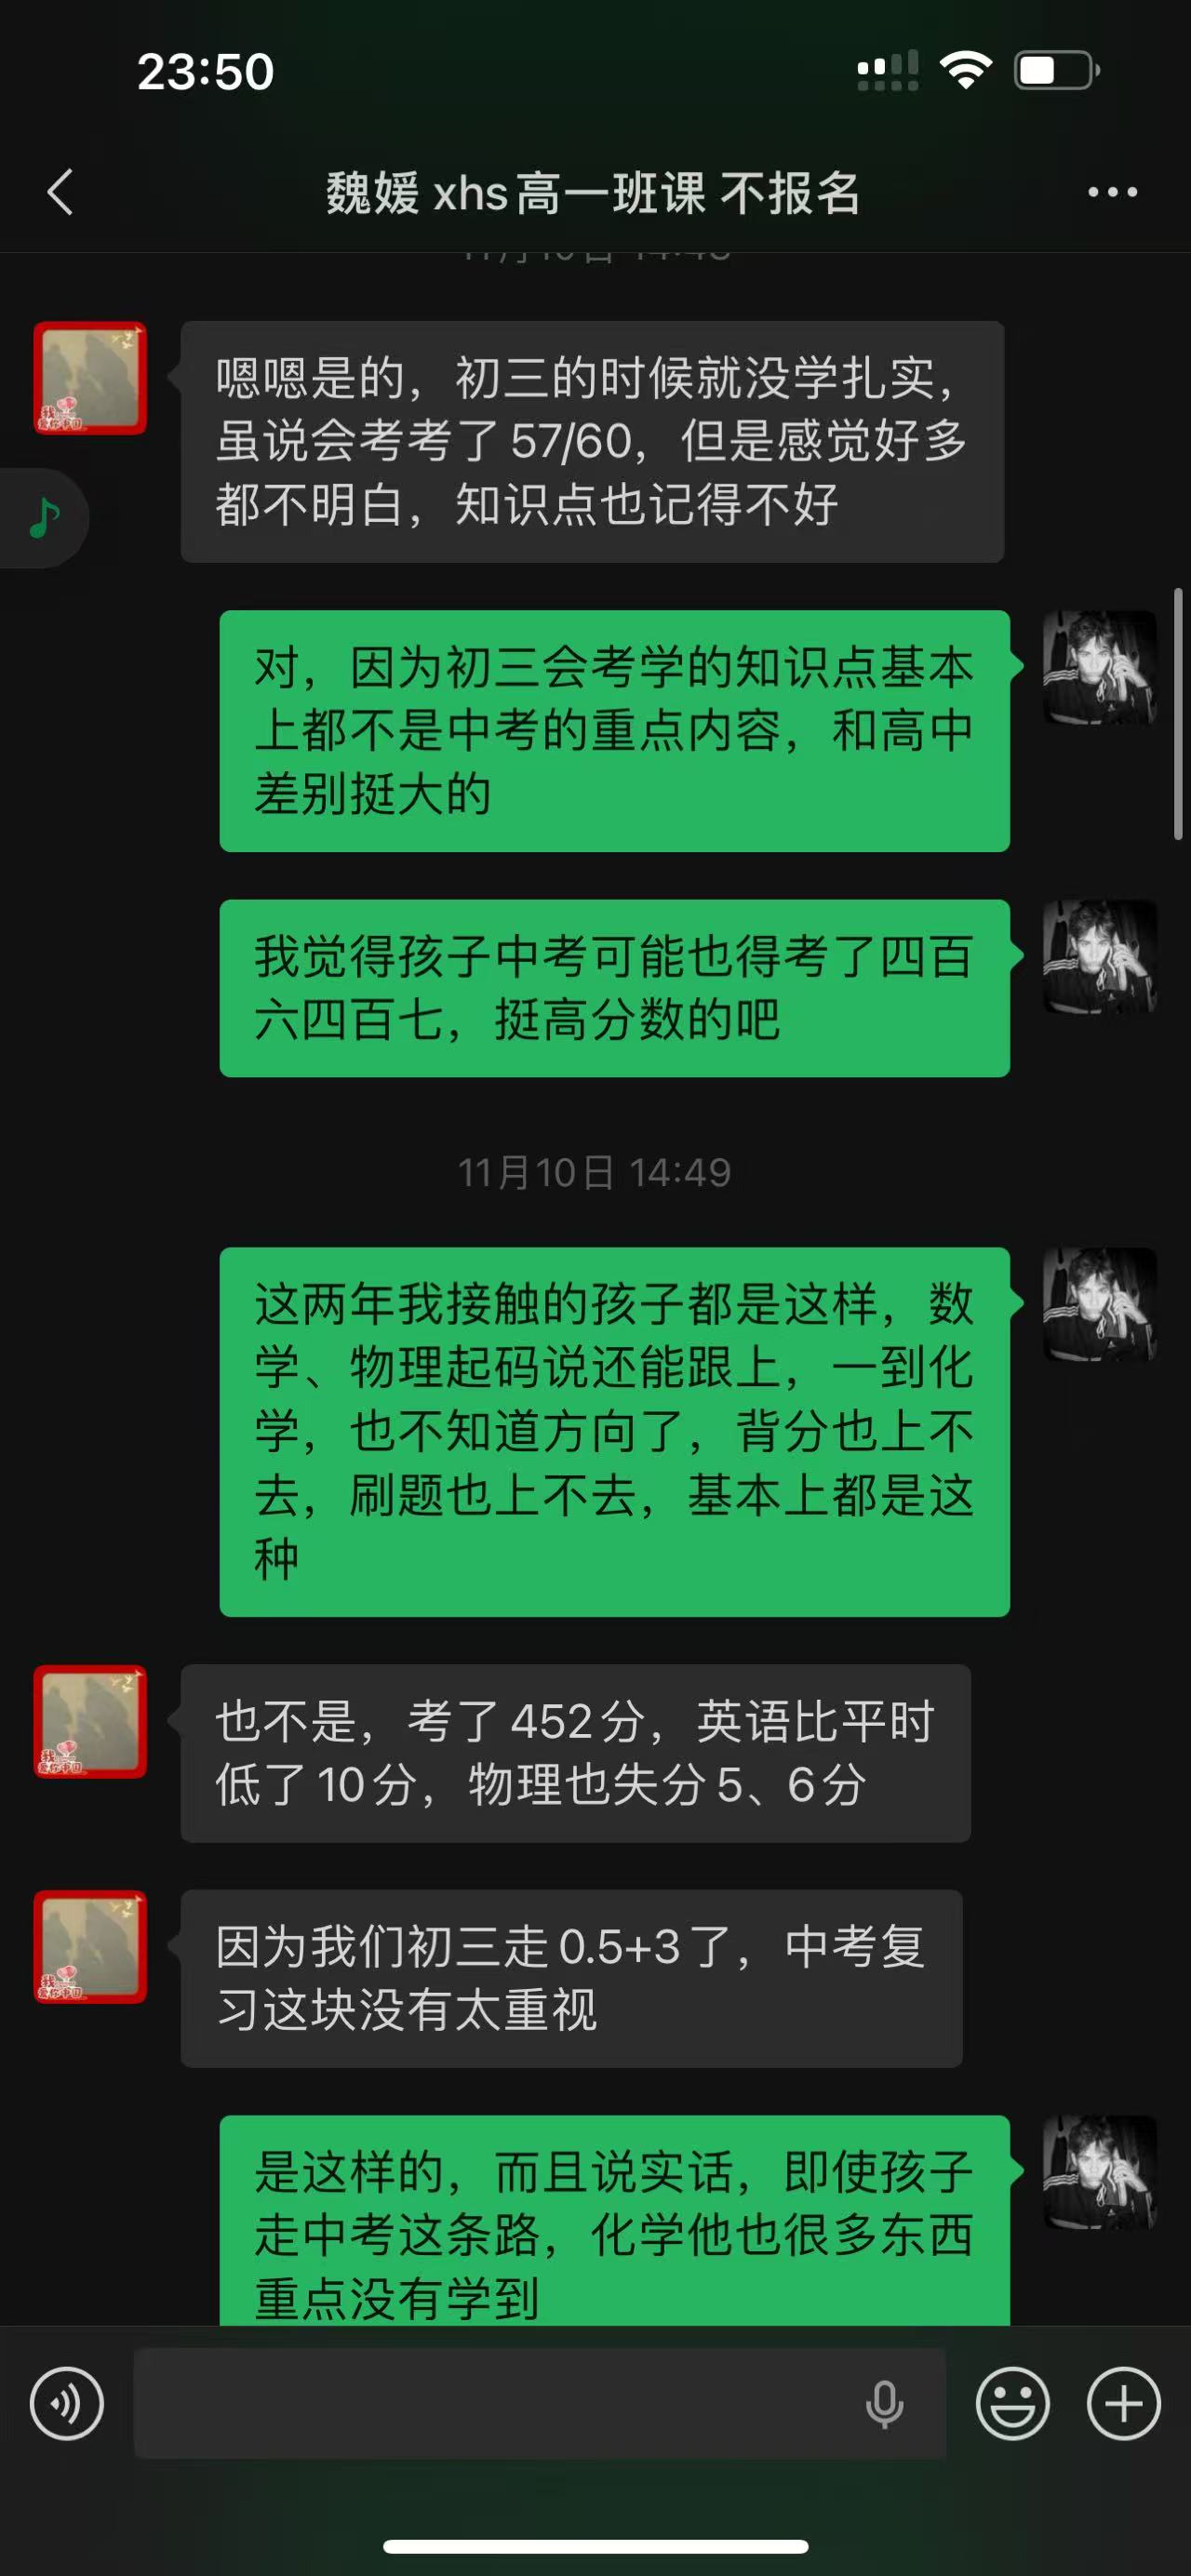 23:50
魏媛 xhs高一班课 不报名
嗯嗯是的，初三的时候就没学扎实，
虽说会考考了57/60，但是感觉好多
都不明白，知识点也记得不好
对，因为初三会考学的知识点基本
上都不是中考的重点内容，和高中
差别挺大的
我觉得孩子中考可能也得考了四百
六四百七，挺高分数的吧
11月10日 14:49
这两年我接触的孩子都是这样，数
学、物理起码说还能跟上，一到化
学，也不知道方向了，背分也上不
去，刷题也上不去，基本上都是这
种
也不是，考了452分，英语比平时
低了10分，物理也失分5、6分
因为我们初三走0.5+3了，中考复
习这块没有太重视
是这样的，而且说实话，即使孩子
走中考这条路，化学他也很多东西
重点没有学到